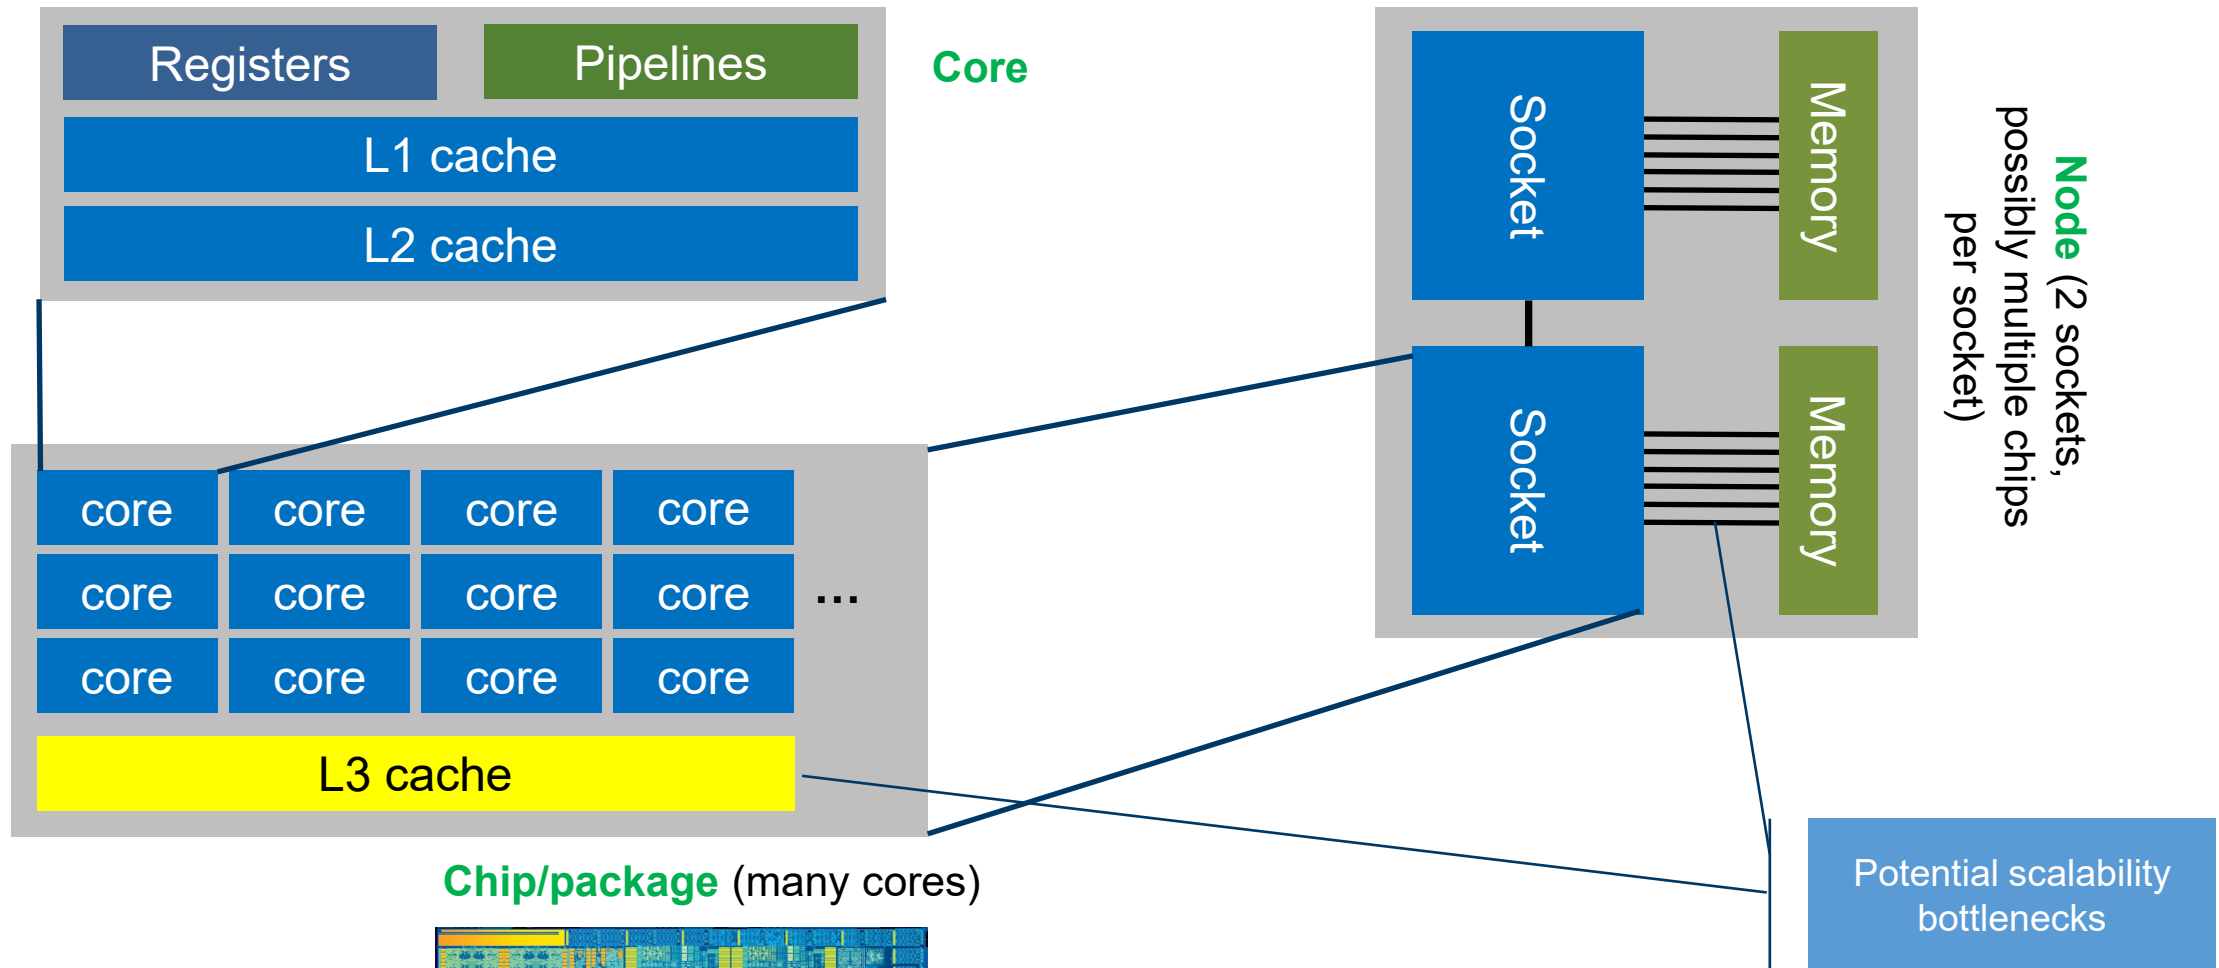 Registers
Pipelines
Core
L1 cache
L2 cache
core core core core
core core core core ...
core core core core
L3 cache
Chip/package (many cores)
Socket
Memory
Socket
Memory
Node (2 sockets,
possibly multiple chips
per socket)
Potential scalability
bottlenecks